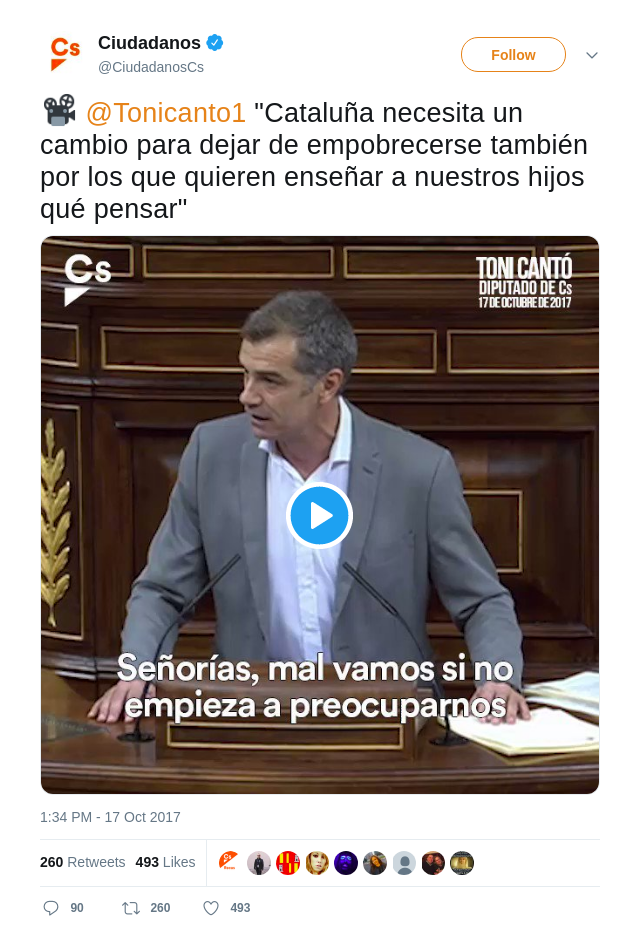 Cs
Ciudadanos
@CiudadanosCs
Follow
@Tonicanto1 "Cataluña necesita un
cambio para dejar de empobrecerse también
por los que quieren enseñar a nuestros hijos
qué pensar"
Cs
TONI CANTÓ
DIPUTADO DE Cs
17 DE OCTUBRE DE 2017
Señorías, mal vamos si no
empieza a preocuparnos
1:34 PM - 17 Oct 2017
260 Retweets 493 Likes
90 260 493